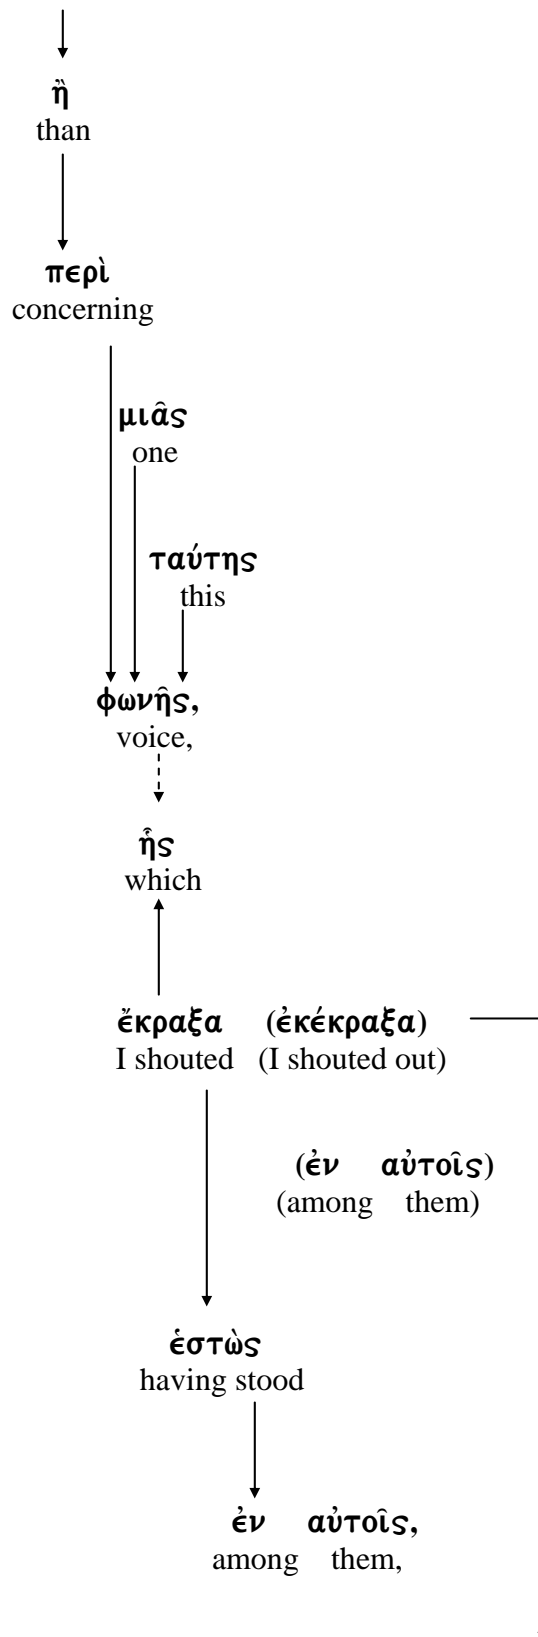 ἢ
than
περὶ
concerning
μιᾶς
one
ταύτης
this
φωνῆς,
voice,
ἧς
which
ἔκραξα (ἐκέκραξα)
I shouted (I shouted out)
(ἐν αὐτοῖς)
(among them)
ἑστὼς
having stood
ἐν αὐτοῖς,
among them,